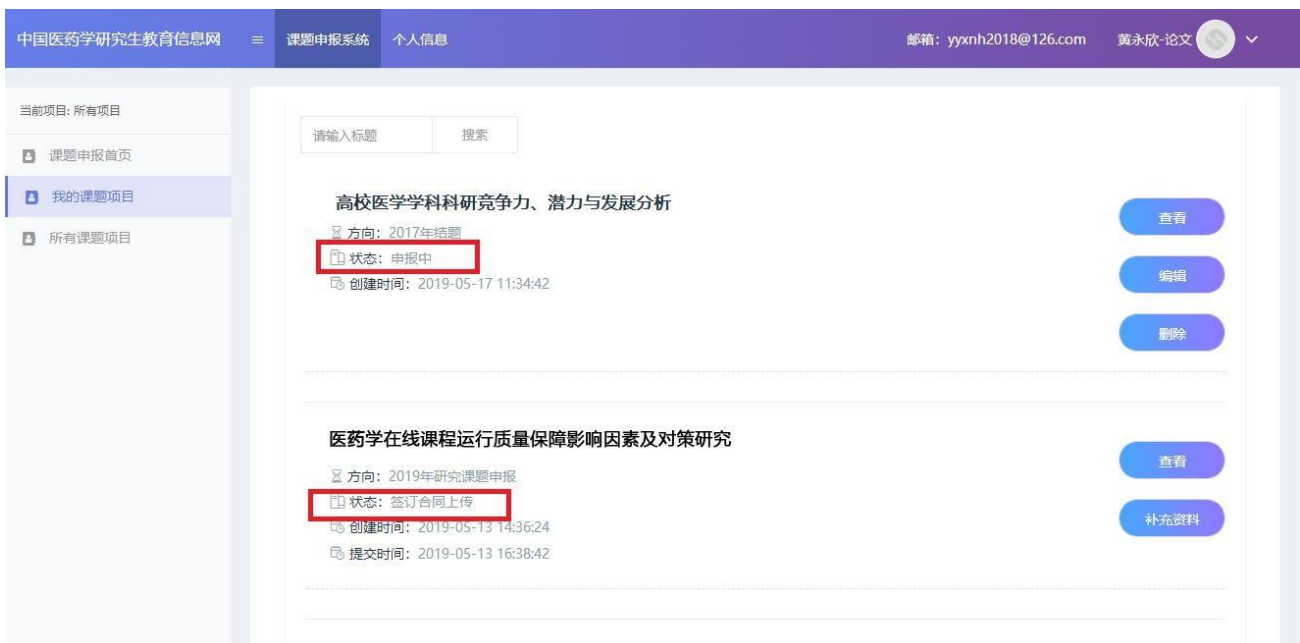 中国医药学研究生教育信息网
课题申报系统
个人信息
邮箱：yyxnh2018@126.com
黄永欣-论文
当前项目: 所有项目
课题申报首页
我的课题项目
所有课题项目
请输入标题
搜索
高校医学学科科研竞争力、潜力与发展分析
方向：2017年结题
状态：申报中
创建时间：2019-05-17 11:34:42
查看
编辑
删除
医药学在线课程运行质量保障影响因素及对策研究
方向：2019年研究课题申报
状态：签订合同上传
创建时间：2019-05-13 14:36:24
提交时间：2019-05-13 16:38:42
查看
补充资料